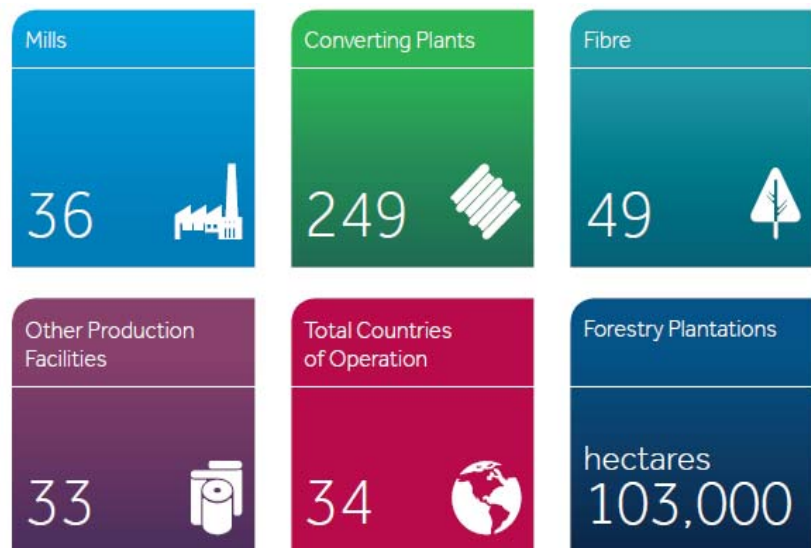 Mills
36
Converting Plants
249
Fibre
49
Other Production
Facilities
33
Total Countries
of Operation
34
Forestry Plantations
hectares
103,000